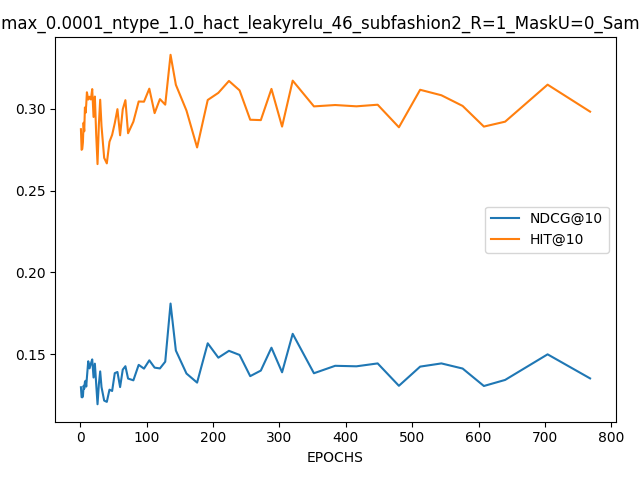 max_0.0001_ntype_1.0_hact_leakyrelu_46_subfashion2_R=1_MaskU=0_Sam
0.30
0.25
0.20
0.15
NDCG@10
HIT@10
0 100 200 300 400 500 600 700 800
EPOCHS